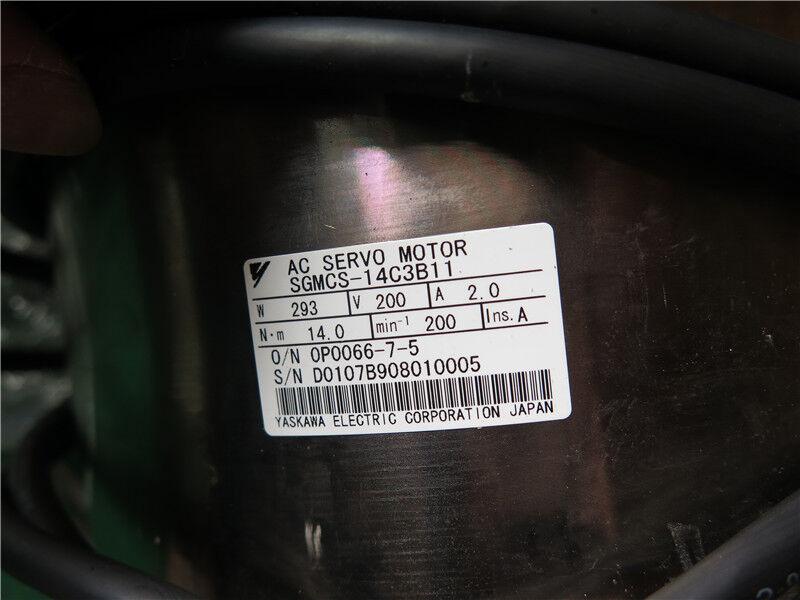 AC SERVO MOTOR
SGMCS-14C3B11
W 293 V 200 A 2.0
N·m 14.0 min⁻¹ 200 Ins. A
O/N OP0066-7-5
S/N D0107B908010005
YASKAWA ELECTRIC CORPORATION JAPAN